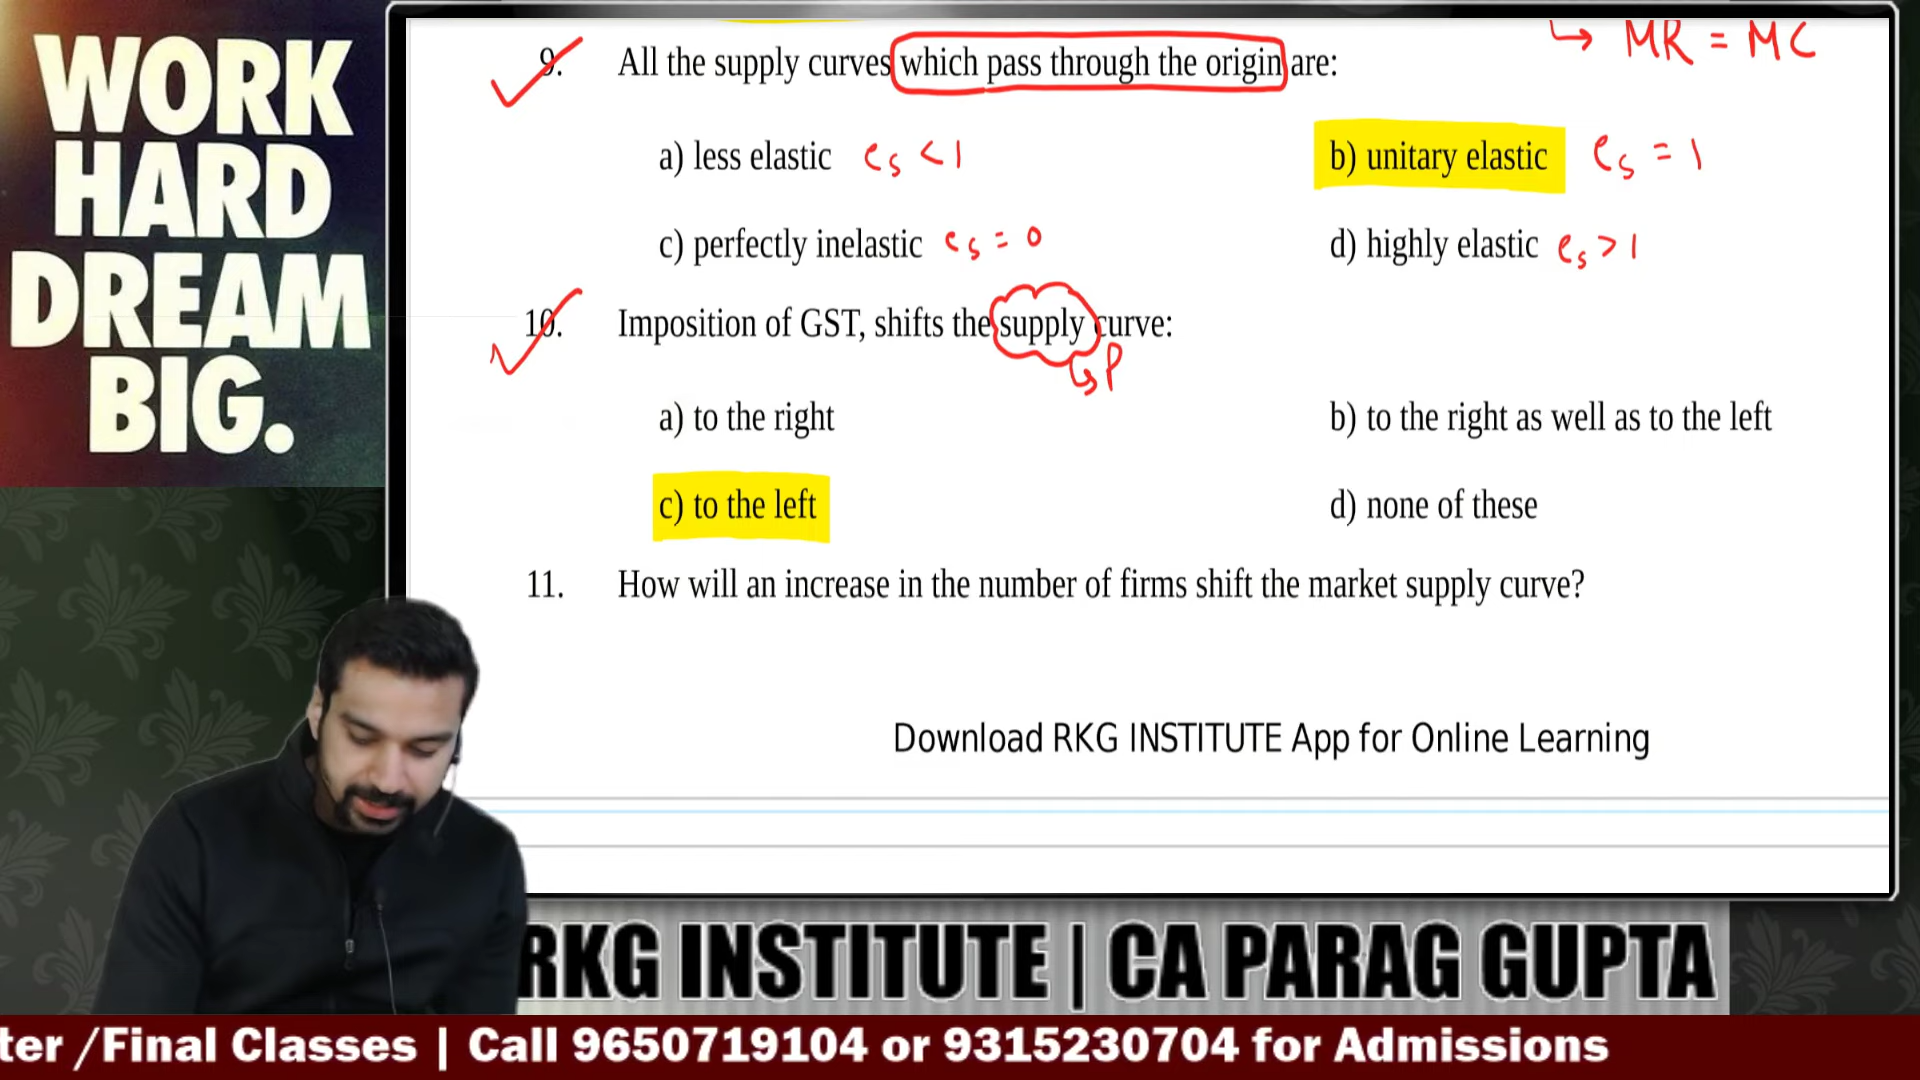 WORK
HARD
DREAM
BIG.
↳ MR = MC
9. All the supply curves which pass through the origin are:
a) less elastic es < 1
b) unitary elastic es = 1
c) perfectly inelastic es = 0
d) highly elastic es > 1
10. Imposition of GST, shifts the supply curve:
↳ P
a) to the right
b) to the right as well as to the left
c) to the left
d) none of these
11. How will an increase in the number of firms shift the market supply curve?
Download RKG INSTITUTE App for Online Learning
RKG INSTITUTE | CA PARAG GUPTA
ter /Final Classes | Call 9650719104 or 9315230704 for Admissions